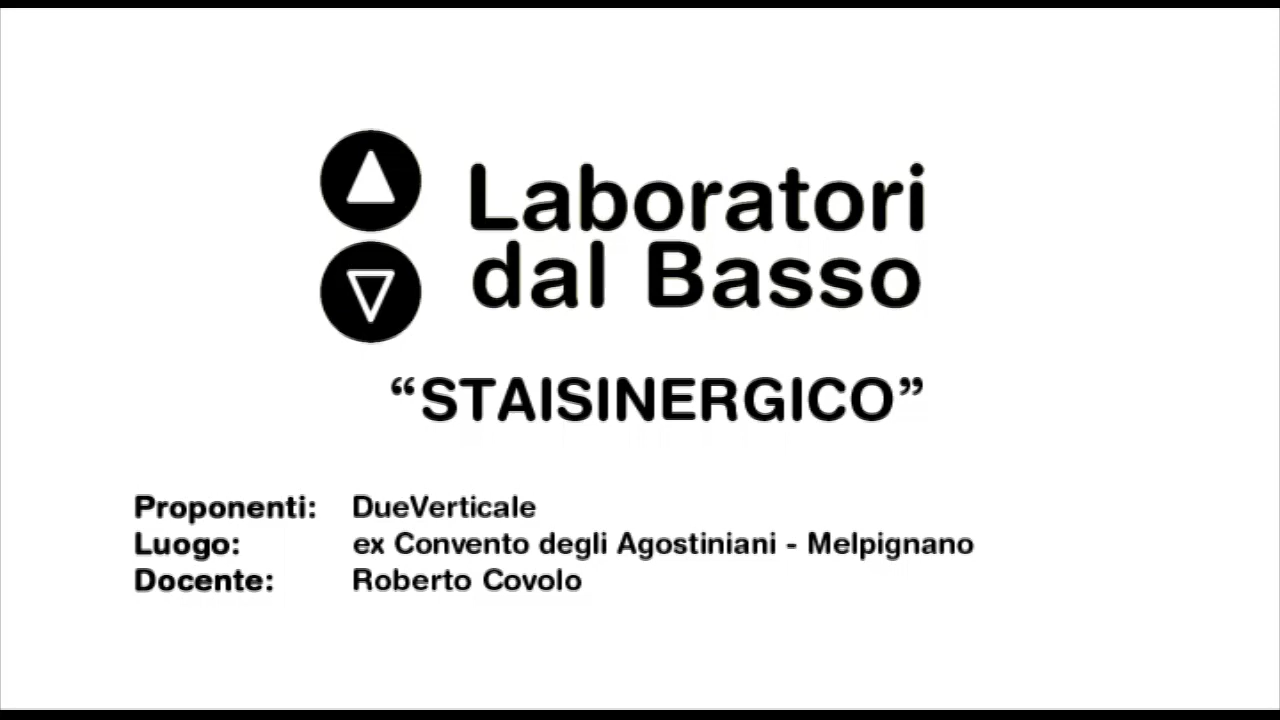 Laboratori
dal Basso
“STAISINERGICO”
Proponenti: DueVerticale
Luogo: ex Convento degli Agostiniani - Melpignano
Docente: Roberto Covolo